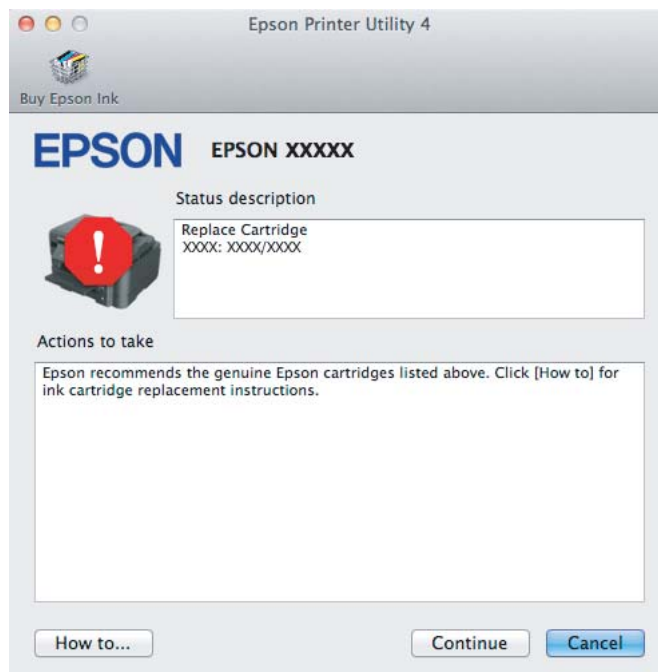 Epson Printer Utility 4
Buy Epson Ink
EPSON EPSON XXXXX
Status description
Replace Cartridge
XXXX: XXXX/XXXX
!
Actions to take
Epson recommends the genuine Epson cartridges listed above. Click [How to] for
ink cartridge replacement instructions.
How to... Continue Cancel